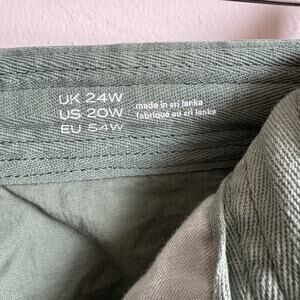 UK 24W
US 20W
EU 54W
made in sri lanka
fabriqué au sri lanka